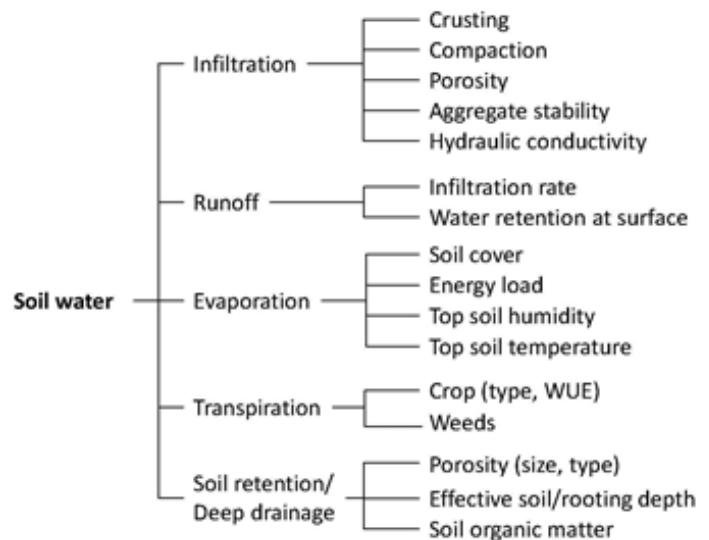 Soil water
Infiltration
Crusting
Compaction
Porosity
Aggregate stability
Hydraulic conductivity
Runoff
Infiltration rate
Water retention at surface
Evaporation
Soil cover
Energy load
Top soil humidity
Top soil temperature
Transpiration
Crop (type, WUE)
Weeds
Soil retention/
Deep drainage
Porosity (size, type)
Effective soil/rooting depth
Soil organic matter